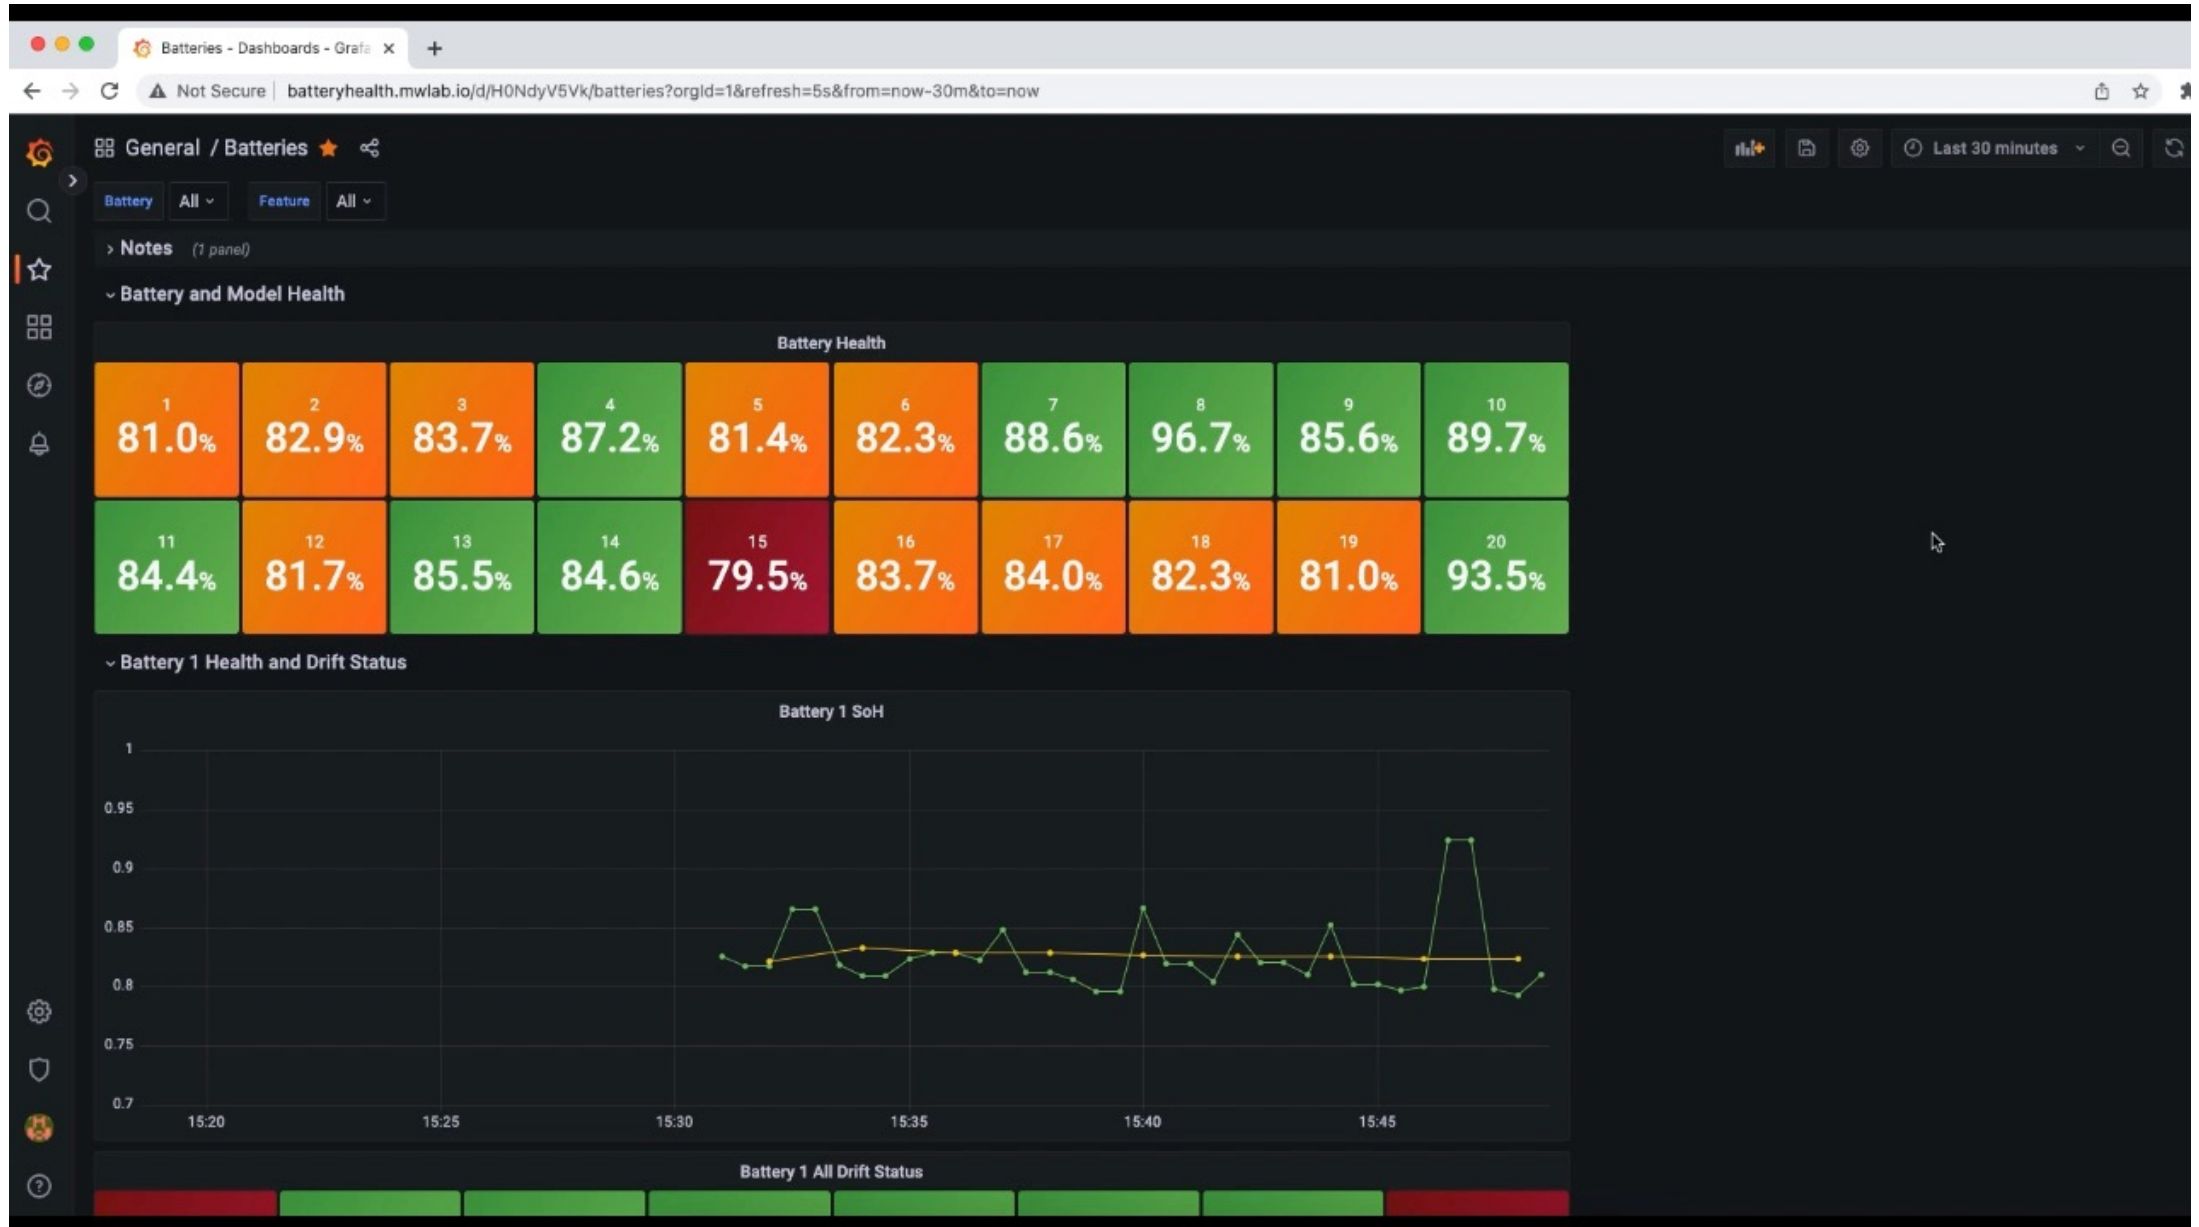 Batteries - Dashboards - Grafa
Not Secure batteryhealth.mwlab.io/d/H0NdyV5Vk/batteries?orgId=1&refresh=5s&from=now-30m&to=now
General / Batteries
Last 30 minutes
Battery All Feature All
Notes (1 panel)
Battery and Model Health
Battery Health
1 2 3 4 5 6 7 8 9 10
81.0% 82.9% 83.7% 87.2% 81.4% 82.3% 88.6% 96.7% 85.6% 89.7%
11 12 13 14 15 16 17 18 19 20
84.4% 81.7% 85.5% 84.6% 79.5% 83.7% 84.0% 82.3% 81.0% 93.5%
Battery 1 Health and Drift Status
Battery 1 SoH
1
0.95
0.9
0.85
0.8
0.75
0.7
15:20 15:25 15:30 15:35 15:40 15:45
Battery 1 All Drift Status